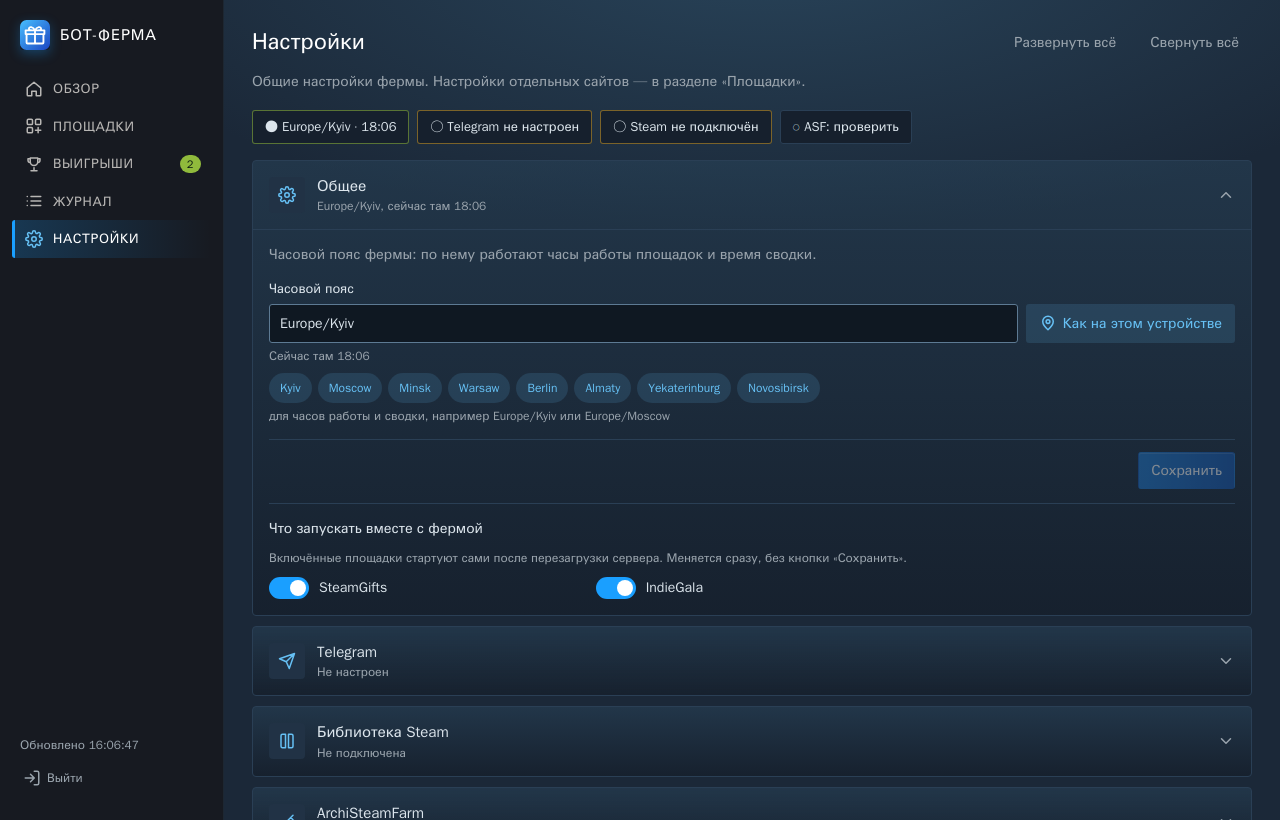 БОТ-ФЕРМА
ОБЗОР
ПЛОЩАДКИ
ВЫИГРЫШИ 2
ЖУРНАЛ
НАСТРОЙКИ
Обновлено 16:06:47
Выйти
Настройки
Развернуть всё Свернуть всё
Общие настройки фермы. Настройки отдельных сайтов — в разделе «Площадки».
Europe/Kyiv · 18:06 Telegram не настроен Steam не подключён ASF: проверить
Общее
Europe/Kyiv, сейчас там 18:06
Часовой пояс фермы: по нему работают часы работы площадок и время сводки.
Часовой пояс
Europe/Kyiv Как на этом устройстве
Сейчас там 18:06
Kyiv Moscow Minsk Warsaw Berlin Almaty Yekaterinburg Novosibirsk
для часов работы и сводки, например Europe/Kyiv или Europe/Moscow
Сохранить
Что запускать вместе с фермой
Включённые площадки стартуют сами после перезагрузки сервера. Меняется сразу, без кнопки «Сохранить».
SteamGifts IndieGala
Telegram
Не настроен
Библиотека Steam
Не подключена
ArchiSteamFarm